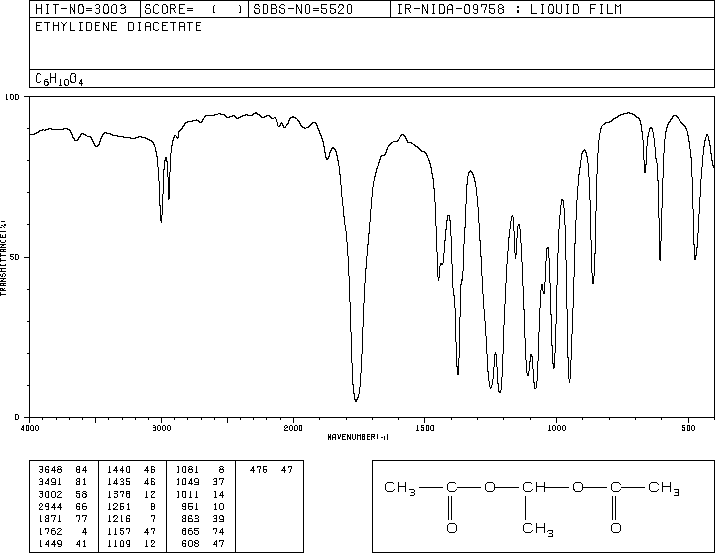 HIT-NO=3003 SCORE= ( ) SDBS-NO=5520 IR-NIDA-09758 : LIQUID FILM
ETHYLIDENE DIACETATE
C6H10O4
100
50
0
TRANSMITTANCE(%)
4000 3000 2000 1500 1000 500
WAVENUMBER(-1)
3648 84 1440 46 1081 8 476 47
3491 81 1435 46 1049 37
3002 58 1378 12 1011 14
2944 66 1251 8 951 10
1871 77 1216 7 863 39
1762 4 1157 47 665 74
1449 41 1109 12 608 47
CH3 C O CH O C CH3
O CH3 O